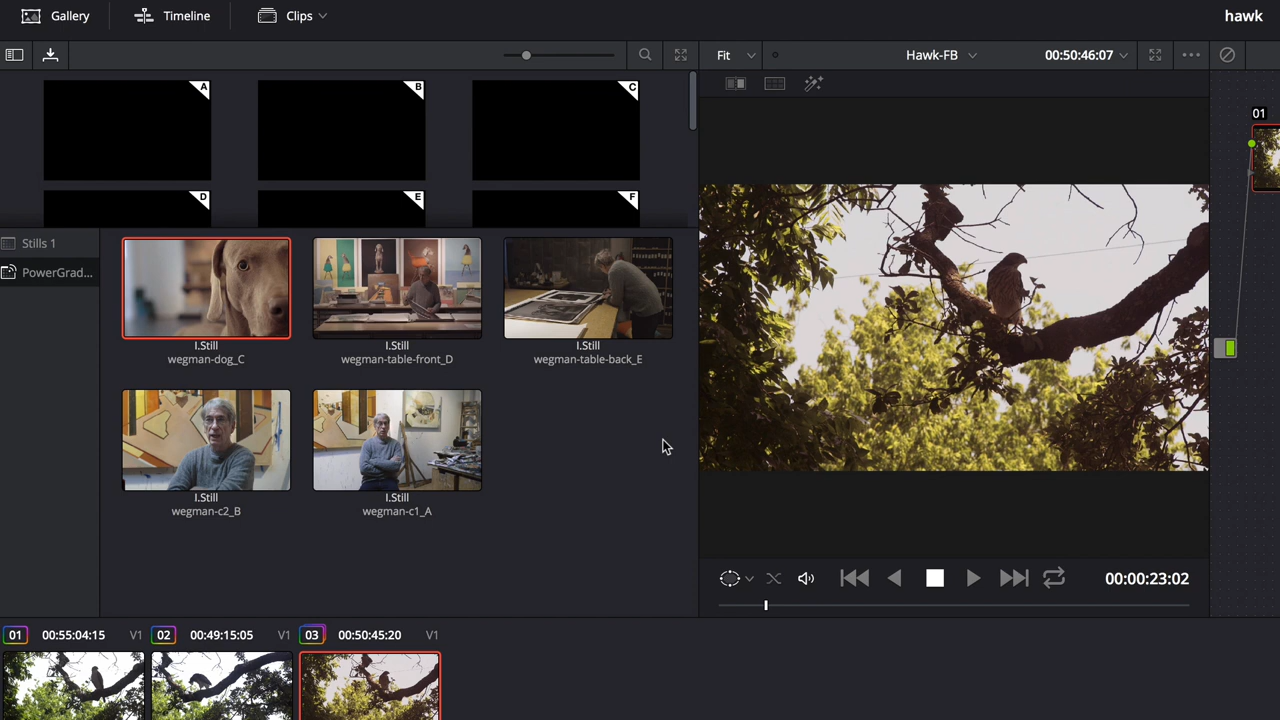 Gallery
Timeline
Clips
hawk
Fit
Hawk-FB
00:50:46:07
A
B
C
D
E
F
01
Stills 1
PowerGrad...
I.Still
wegman-dog_C
I.Still
wegman-table-front_D
I.Still
wegman-table-back_E
I.Still
wegman-c2_B
I.Still
wegman-c1_A
00:00:23:02
01 00:55:04:15 V1
02 00:49:15:05 V1
03 00:50:45:20 V1